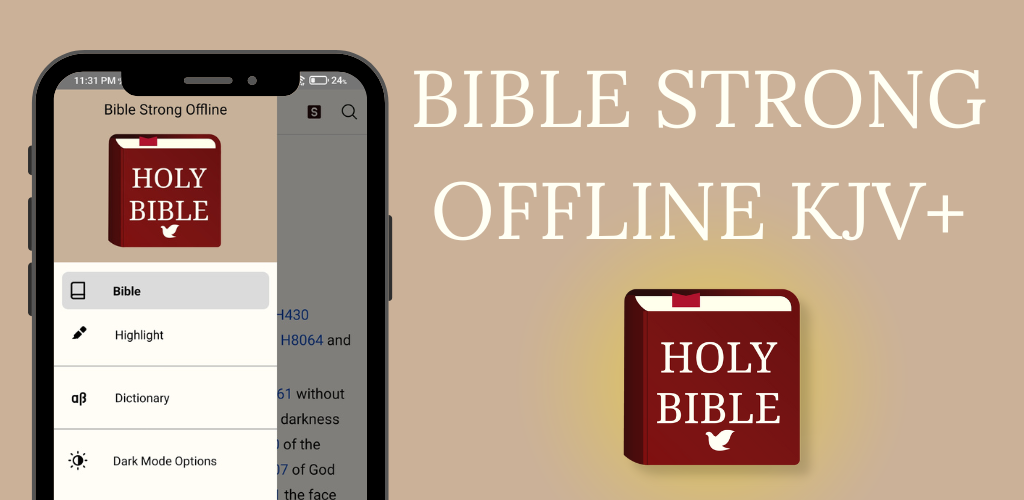 11:31 PM
24%
Bible Strong Offline
S
HOLY
BIBLE
Bible
Highlight
αβ Dictionary
Dark Mode Options
H430
H8064 and
61 without
darkness
of the
07 of God
the face
BIBLE STRONG
OFFLINE KJV+
HOLY
BIBLE